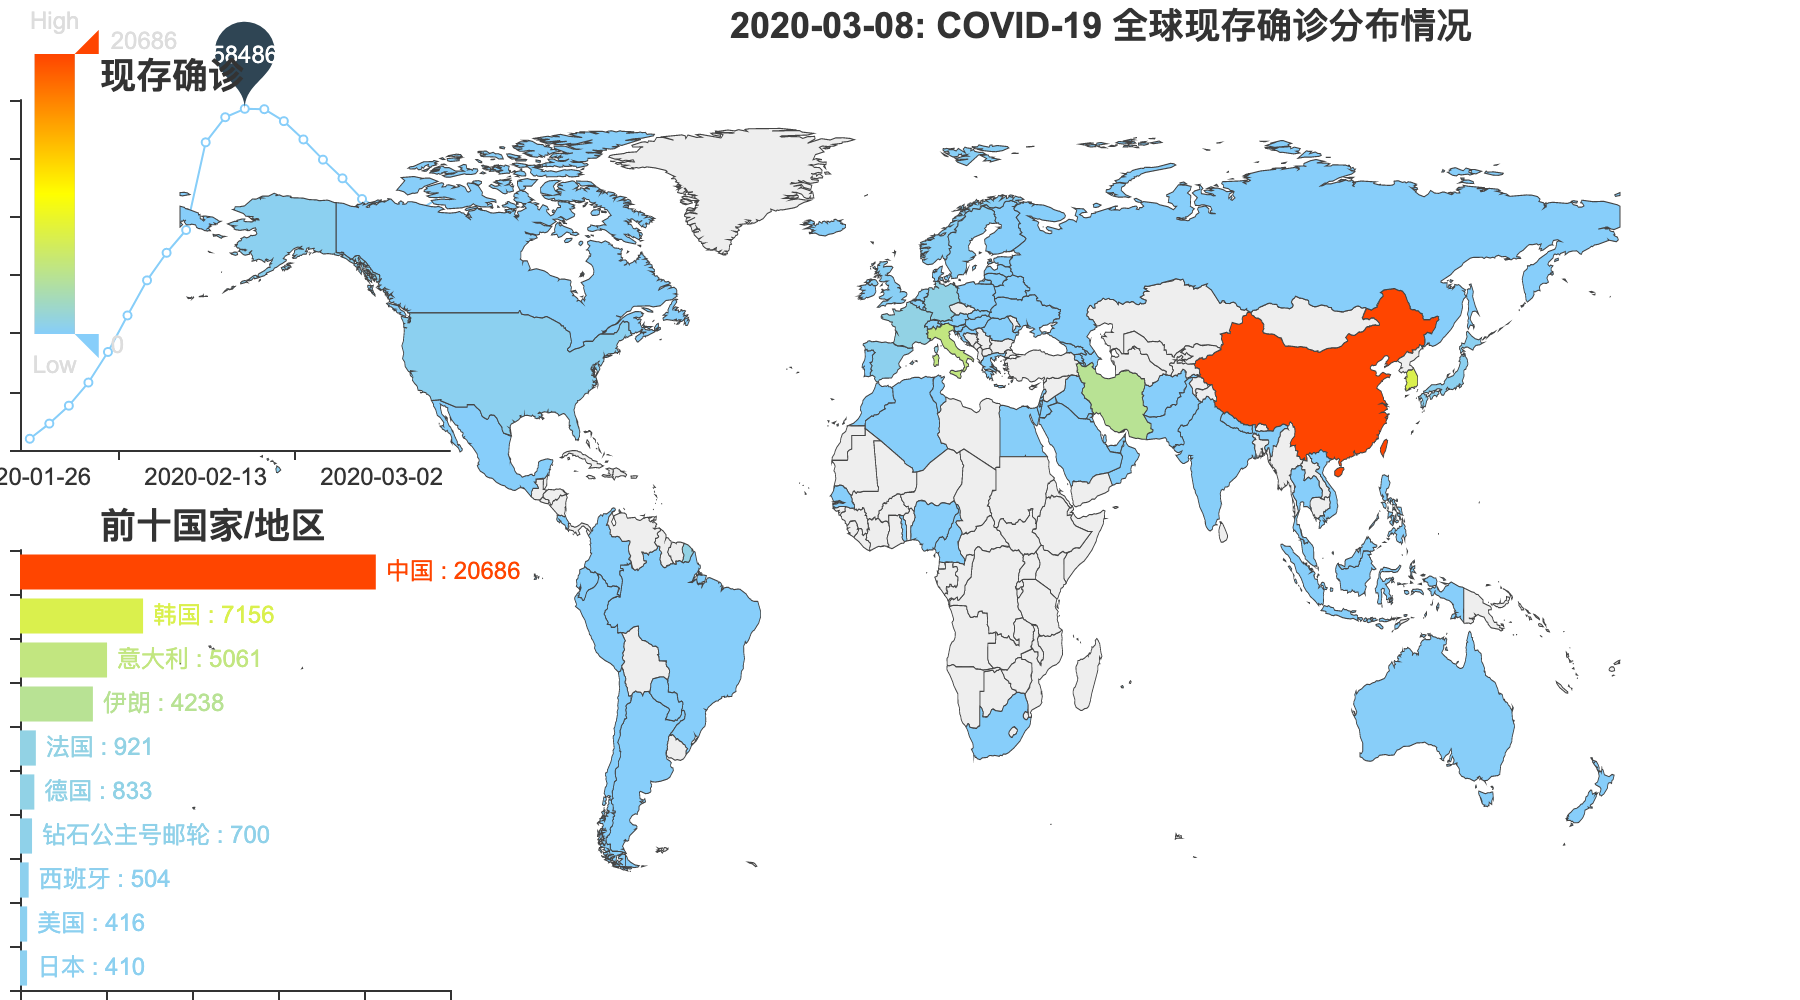 2020-03-08: COVID-19 全球现存确诊分布情况
High
20686
58486
现存确诊
0
Low
20-01-26 2020-02-13 2020-03-02
前十国家/地区
中国 : 20686
韩国 : 7156
意大利 : 5061
伊朗 : 4238
法国 : 921
德国 : 833
钻石公主号邮轮 : 700
西班牙 : 504
美国 : 416
日本 : 410